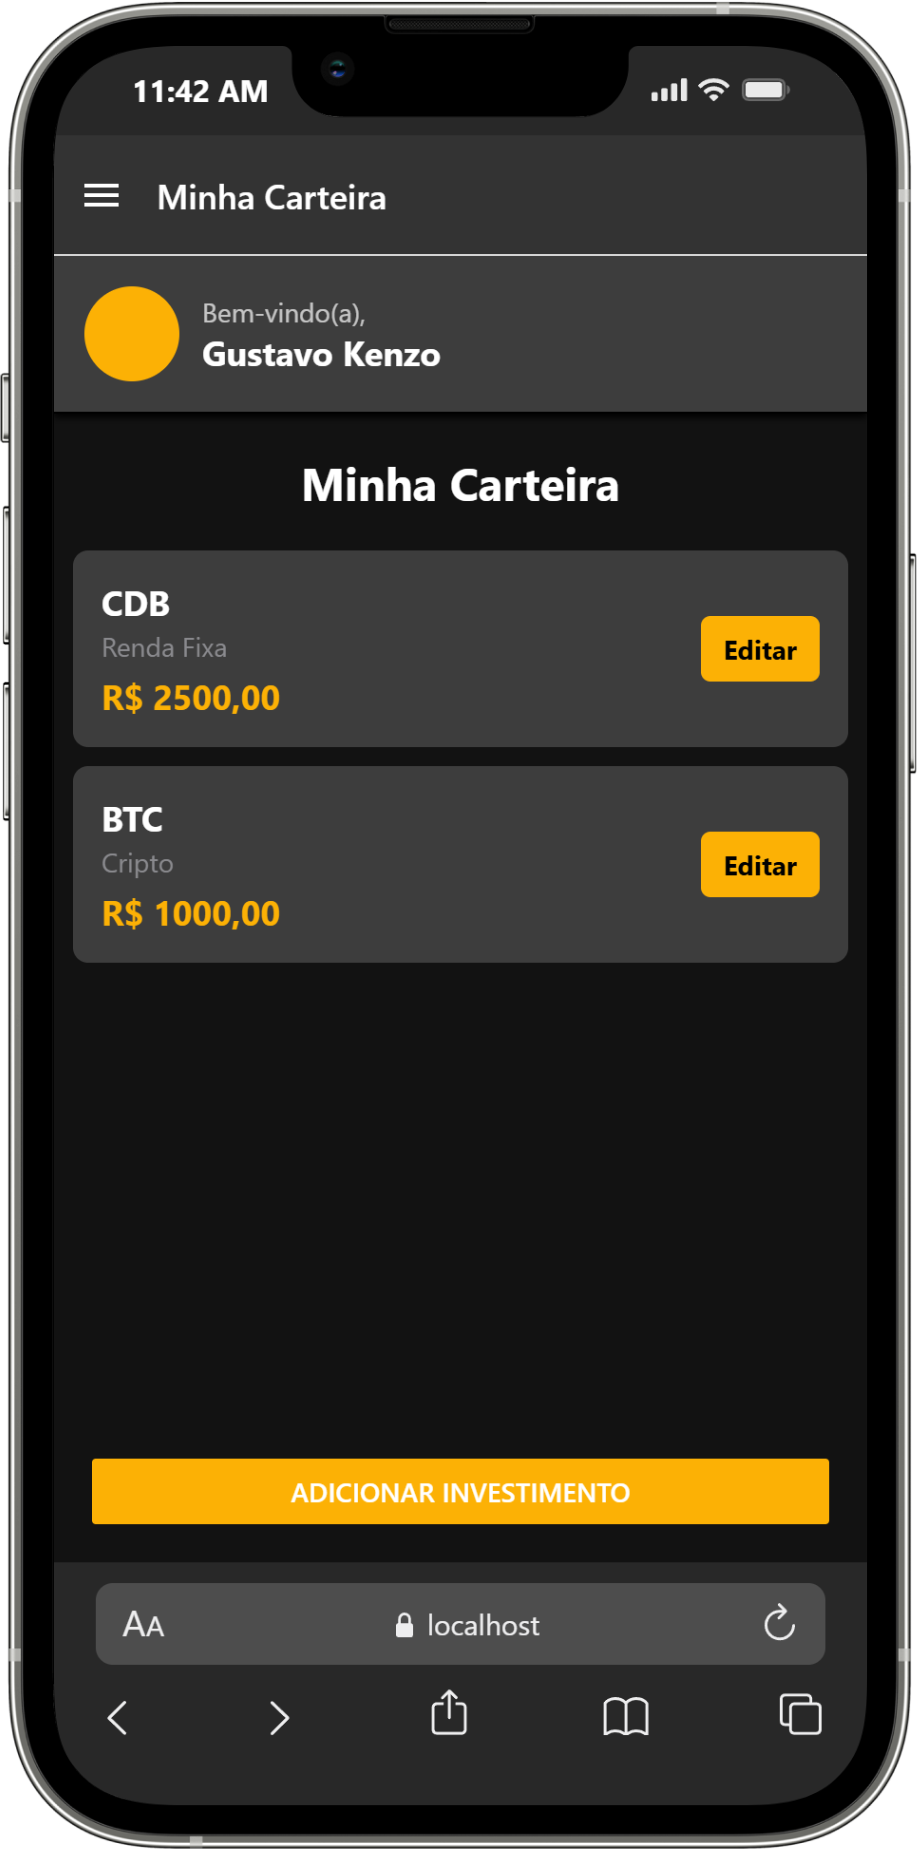 11:42 AM
Minha Carteira
Bem-vindo(a),
Gustavo Kenzo
Minha Carteira
CDB
Renda Fixa
R$ 2500,00
Editar
BTC
Cripto
R$ 1000,00
Editar
ADICIONAR INVESTIMENTO
AA
localhost